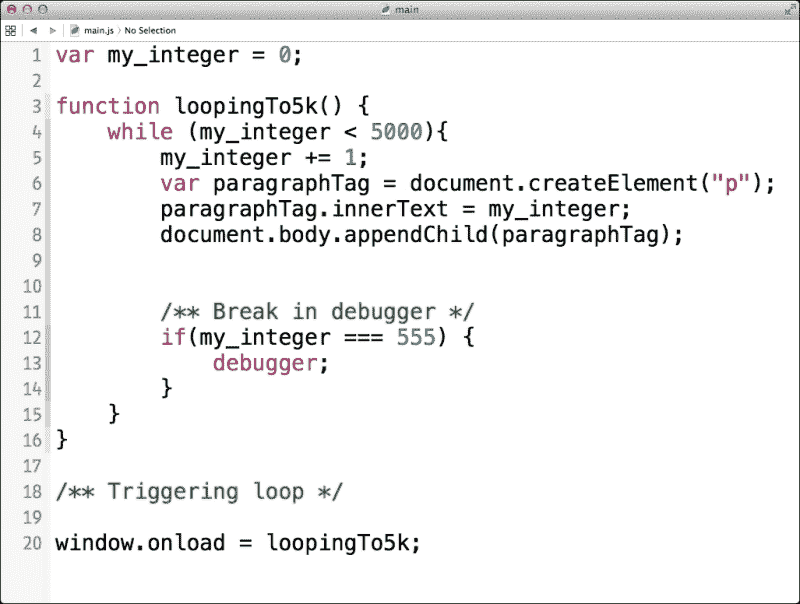 main
main.js › No Selection
1 var my_integer = 0;
2
3 function loopingTo5k() {
4     while (my_integer < 5000){
5         my_integer += 1;
6         var paragraphTag = document.createElement("p");
7         paragraphTag.innerText = my_integer;
8         document.body.appendChild(paragraphTag);
9
10
11         /** Break in debugger */
12         if(my_integer === 555) {
13             debugger;
14         }
15     }
16 }
17
18 /** Triggering loop */
19
20 window.onload = loopingTo5k;